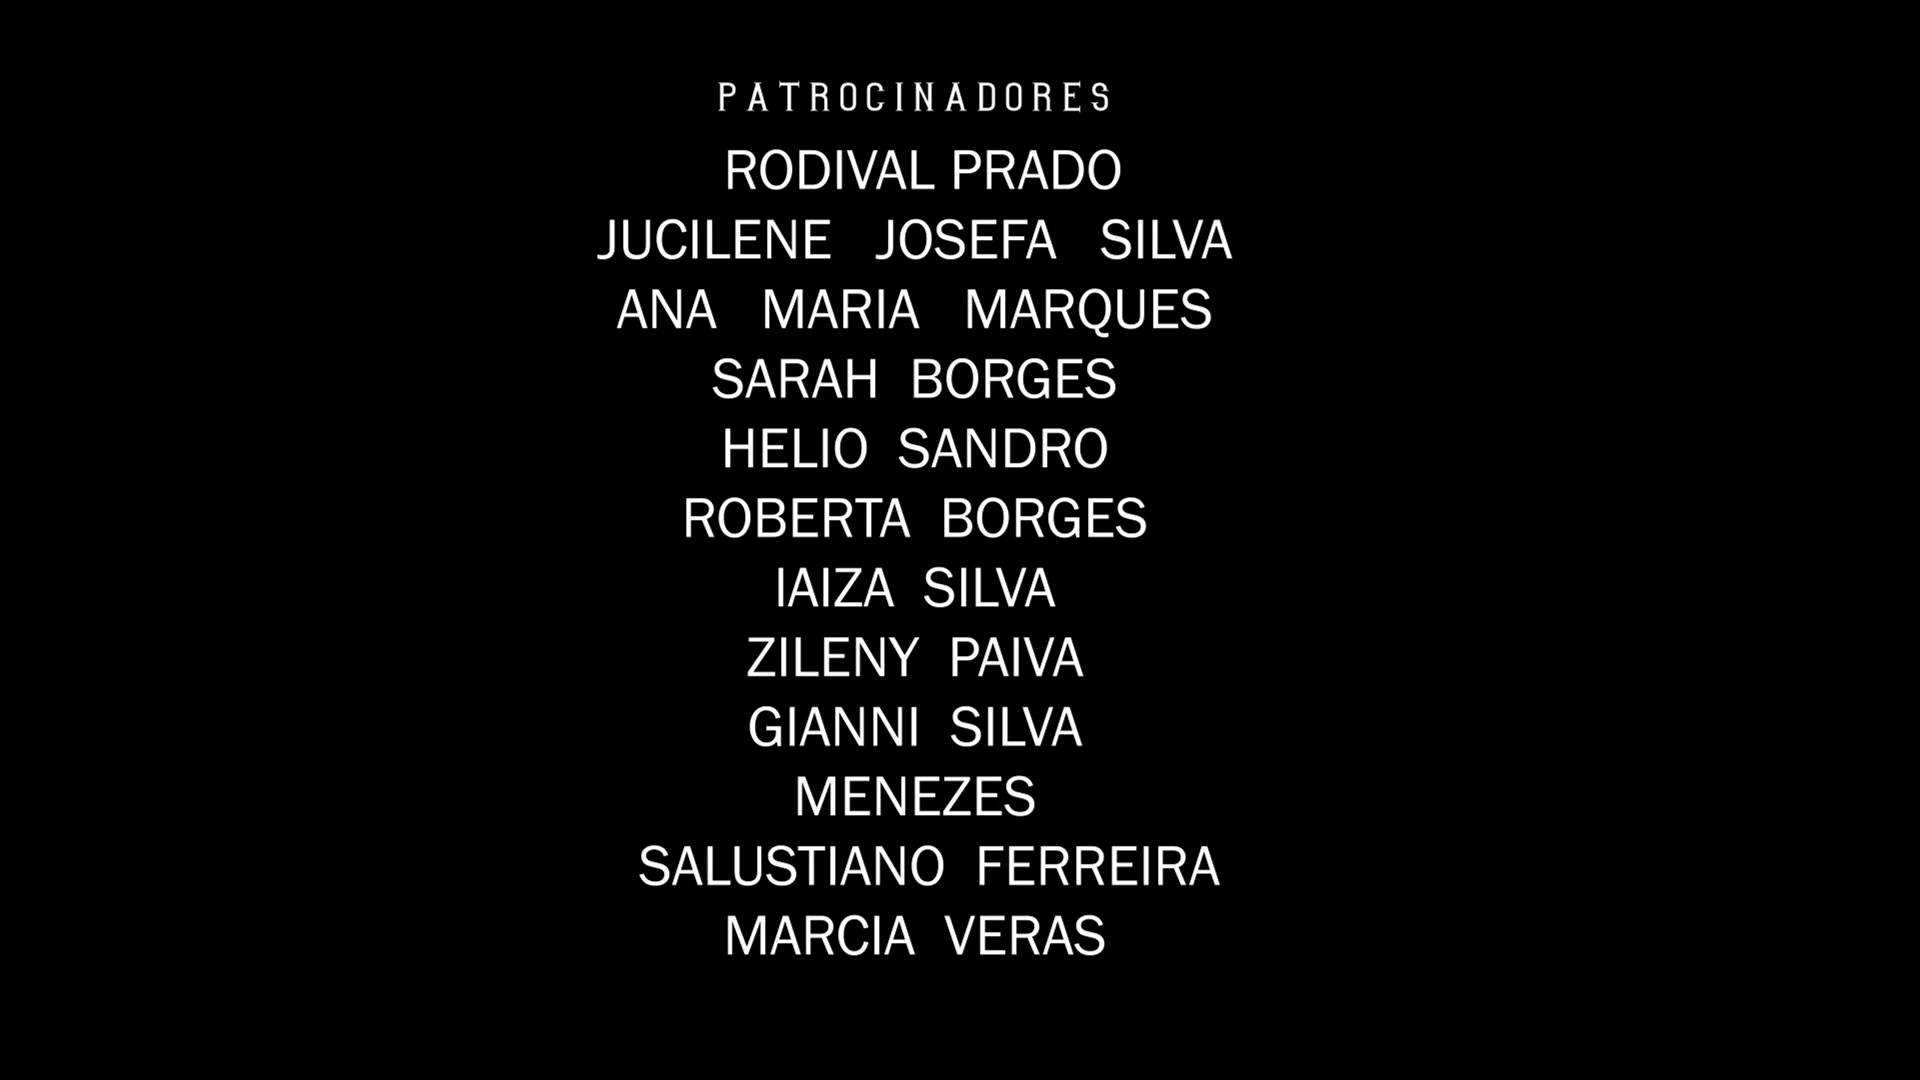 PATROCINADORES
RODIVAL PRADO
JUCILENE JOSEFA SILVA
ANA MARIA MARQUES
SARAH BORGES
HELIO SANDRO
ROBERTA BORGES
IAIZA SILVA
ZILENY PAIVA
GIANNI SILVA
MENEZES
SALUSTIANO FERREIRA
MARCIA VERAS